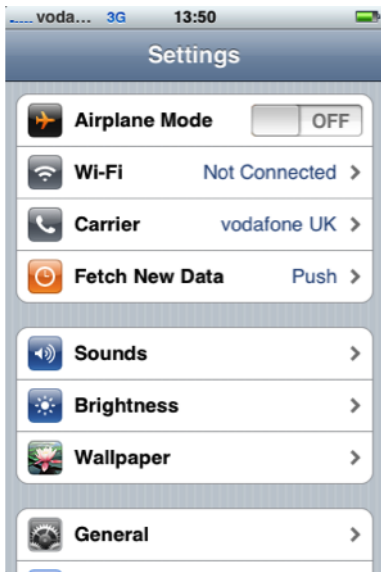 voda... 3G 13:50
Settings
Airplane Mode OFF
Wi-Fi Not Connected
Carrier vodafone UK
Fetch New Data Push
Sounds
Brightness
Wallpaper
General